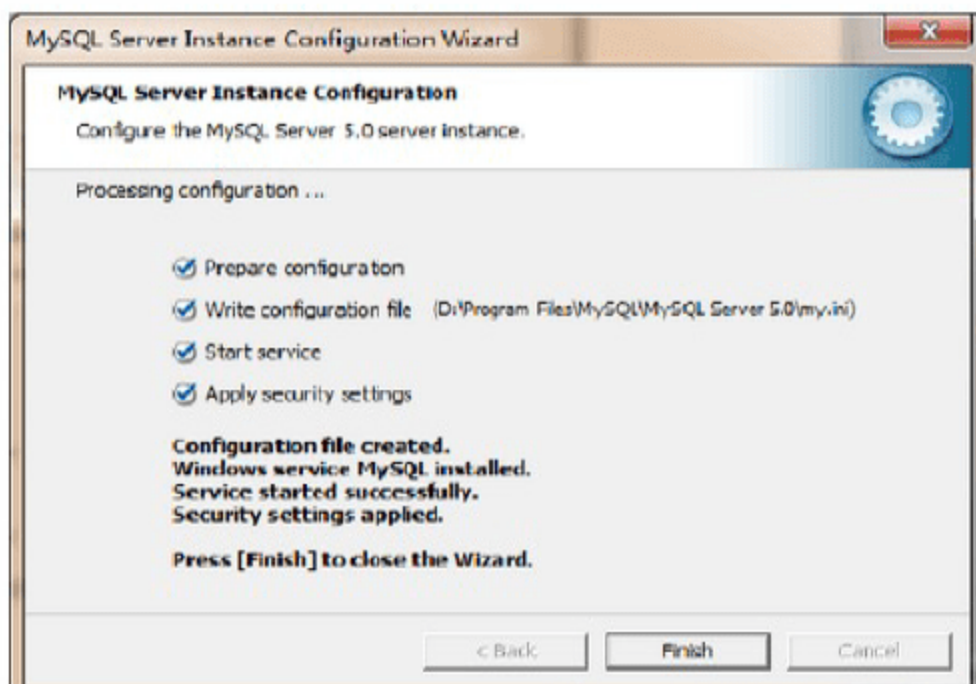 MySQL Server Instance Configuration Wizard
MySQL Server Instance Configuration
Configure the MySQL Server 5.0 server instance.
Processing configuration ...
Prepare configuration
Write configuration file (D:\Program Files\MySQL\MySQL Server 5.0\my.ini)
Start service
Apply security settings
Configuration file created.
Windows service MySQL installed.
Service started successfully.
Security settings applied.
Press [Finish] to close the Wizard.
< Back Finish Cancel